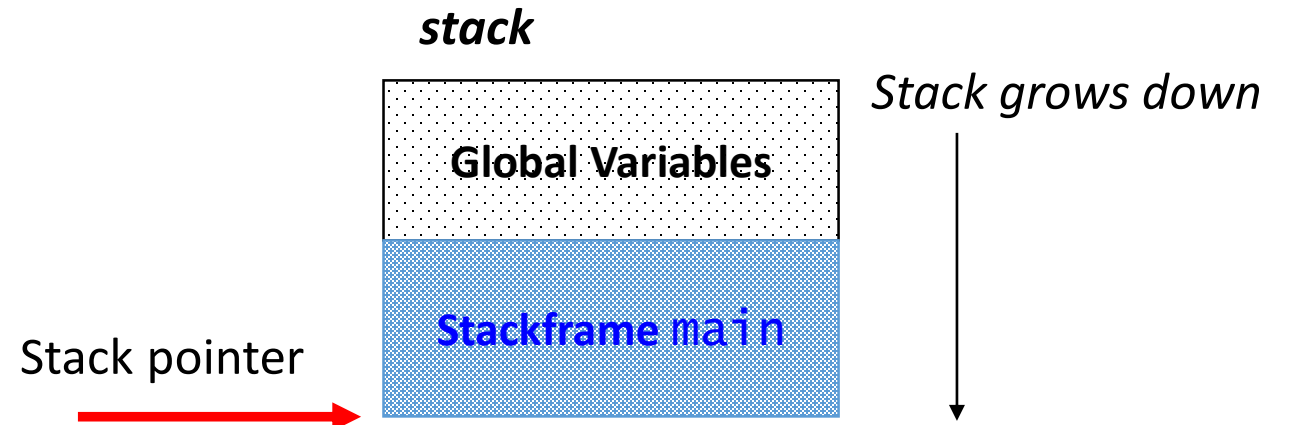 stack
Stack grows down
Global Variables
Stackframe main
Stack pointer